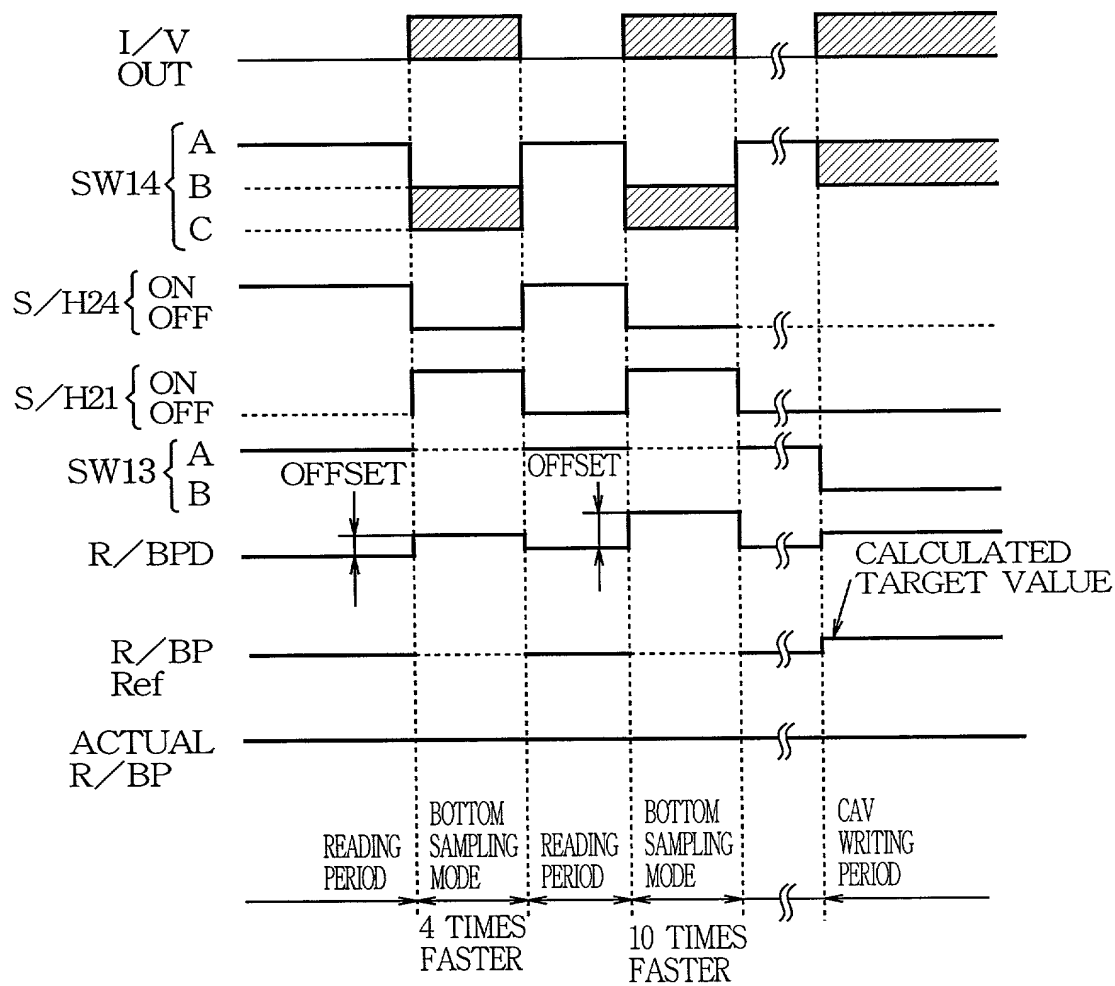 I/V
OUT
SW14
A
B
C
S/H24
ON
OFF
S/H21
ON
OFF
SW13
A
B
OFFSET
OFFSET
R/BPD
CALCULATED
TARGET VALUE
R/BP
Ref
ACTUAL
R/BP
READING
PERIOD
BOTTOM
SAMPLING
MODE
READING
PERIOD
BOTTOM
SAMPLING
MODE
CAV
WRITING
PERIOD
4 TIMES
FASTER
10 TIMES
FASTER